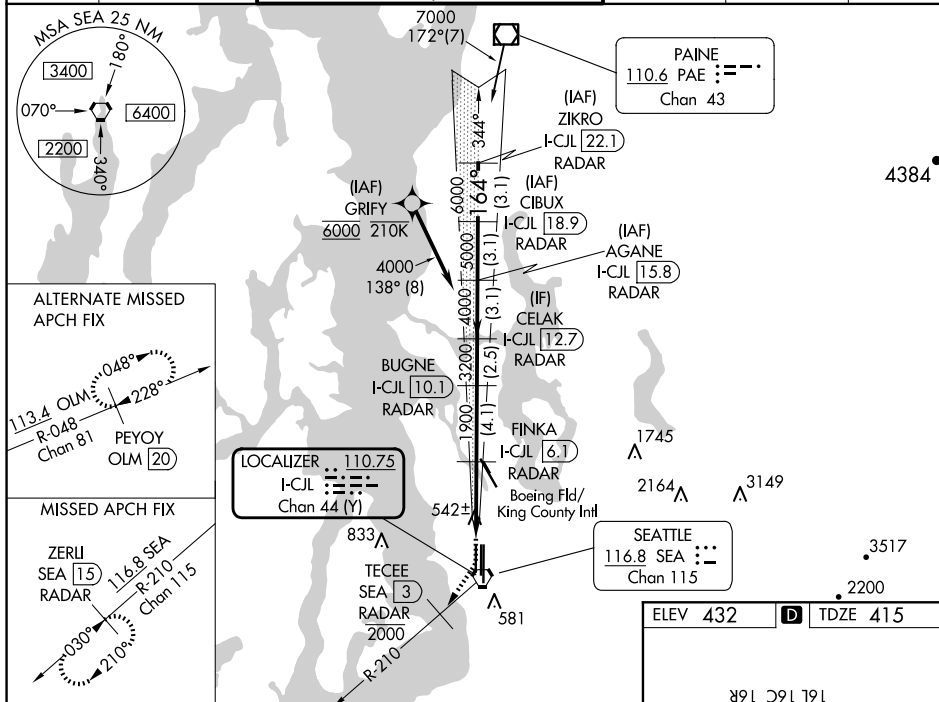 MSA SEA 25 NM
180°
3400
070°
6400
2200
340°
7000
172° (7)
PAINE
110.6 PAE
Chan 43
344°
(IAF)
ZIKRO
I-CJL 22.1
RADAR
4384
6000
164°
(3.1)
(IAF)
GRIFY
6000 210K
(IAF)
CIBUX
I-CJL 18.9
RADAR
5000
(3.1)
4000
138° (8)
(IAF)
AGANE
I-CJL 15.8
RADAR
4000
(3.1)
(IF)
CELAK
I-CJL 12.7
RADAR
3200
(2.5)
BUGNE
I-CJL 10.1
RADAR
1900
(4.1)
FINKA
I-CJL 6.1
RADAR
Boeing Fld/
King County Intl
1745
2164
3149
ALTERNATE MISSED
APCH FIX
048°
228°
113.4 OLM
R-048
Chan 81
PEYOY
OLM 20
LOCALIZER 110.75
I-CJL
Chan 44 (Y)
542±
833
MISSED APCH FIX
ZERLI
SEA 15
RADAR
116.8 SEA
R-210
Chan 115
030°
210°
TECEE
SEA 3
RADAR
2000
R-210
581
SEATTLE
116.8 SEA
Chan 115
3517
2200
ELEV 432 D TDZE 415
16L 16C 16R